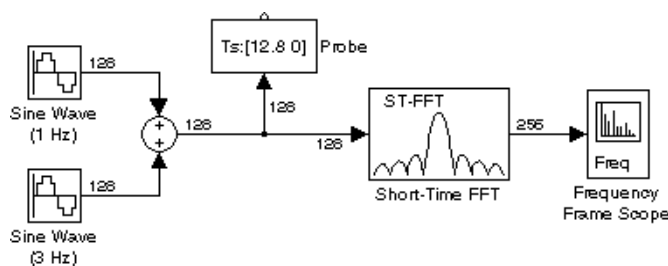 128
Sine Wave
(1 Hz)
128
Sine Wave
(3 Hz)
+
+
128
Ts:[12.8 0]
Probe
128
128
ST-FFT
Short-Time FFT
256
Freq
Frequency
Frame Scope